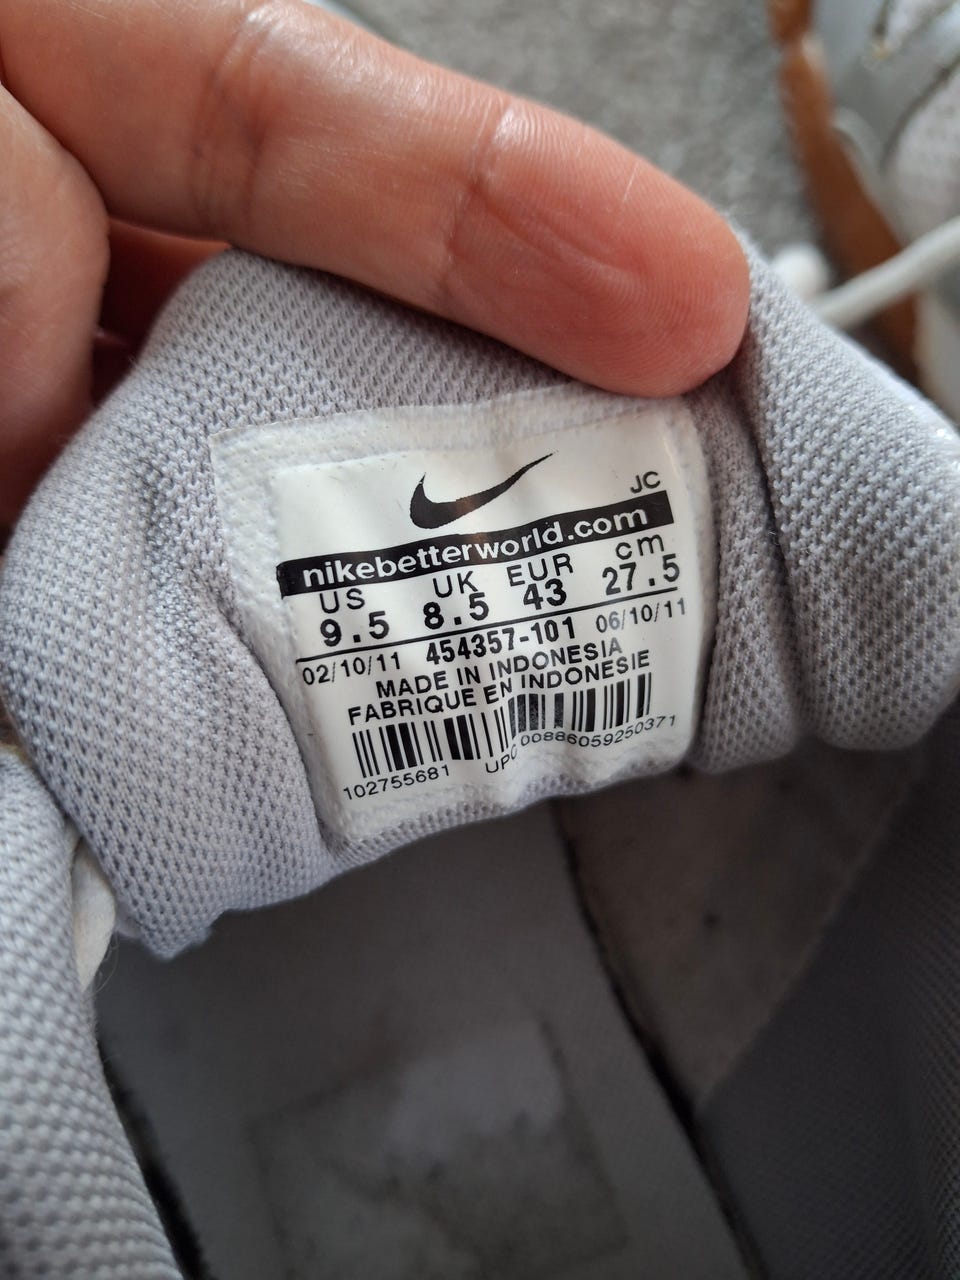 JC
nikebetterworld.com
US UK EUR cm
9.5 8.5 43 27.5
02/10/11 454357-101 06/10/11
MADE IN INDONESIA
FABRIQUE EN INDONESIE
102755681 UPC 00886059250371